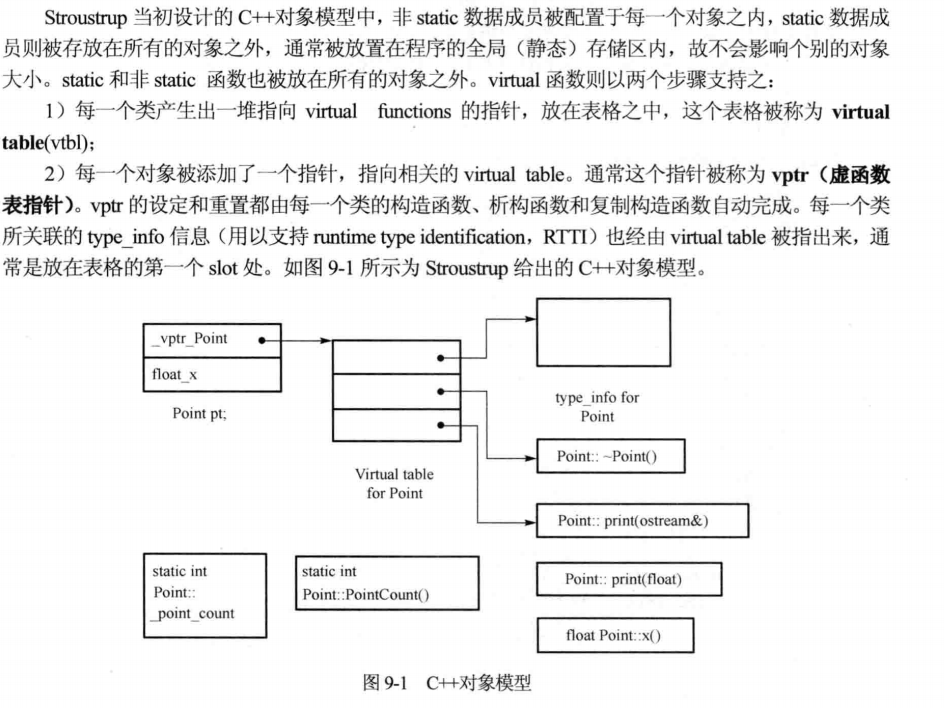 Stroustrup 当初设计的 C++对象模型中，非 static 数据成员被配置于每一个对象之内，static 数据成
员则被存放在所有的对象之外，通常被放置在程序的全局（静态）存储区内，故不会影响个别的对象
大小。static 和非 static 函数也被放在所有的对象之外。virtual 函数则以两个步骤支持之：
1）每一个类产生出一堆指向 virtual functions 的指针，放在表格之中，这个表格被称为 virtual
table(vtbl)；
2）每一个对象被添加了一个指针，指向相关的 virtual table。通常这个指针被称为 vptr（虚函数
表指针）。vptr 的设定和重置都由每一个类的构造函数、析构函数和复制构造函数自动完成。每一个类
所关联的 type_info 信息（用以支持 runtime type identification，RTTI）也经由 virtual table 被指出来，通
常是放在表格的第一个 slot 处。如图 9-1 所示为 Stroustrup 给出的 C++对象模型。
_vptr_Point
float_x
Point pt;
Virtual table
for Point
type_info for
Point
Point:: ~Point()
Point:: print(ostream&)
static int
Point::
_point_count
static int
Point::PointCount()
Point:: print(float)
float Point::x()
图 9-1 C++对象模型